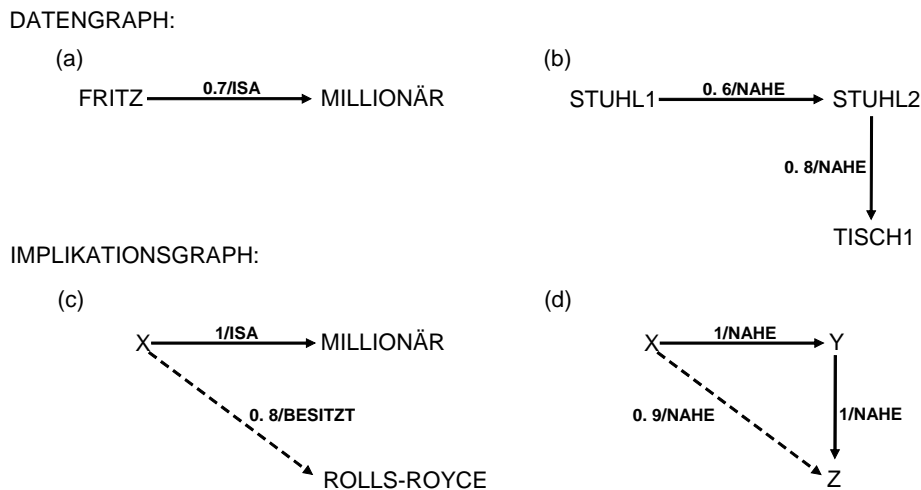 DATENGRAPH:
(a) (b)
0.7/ISA 0. 6/NAHE
FRITZ MILLIONÄR STUHL1 STUHL2
0. 8/NAHE
TISCH1
IMPLIKATIONSGRAPH:
(c) (d)
1/ISA 1/NAHE
X MILLIONÄR X Y
0. 8/BESITZT 0. 9/NAHE 1/NAHE
ROLLS-ROYCE Z